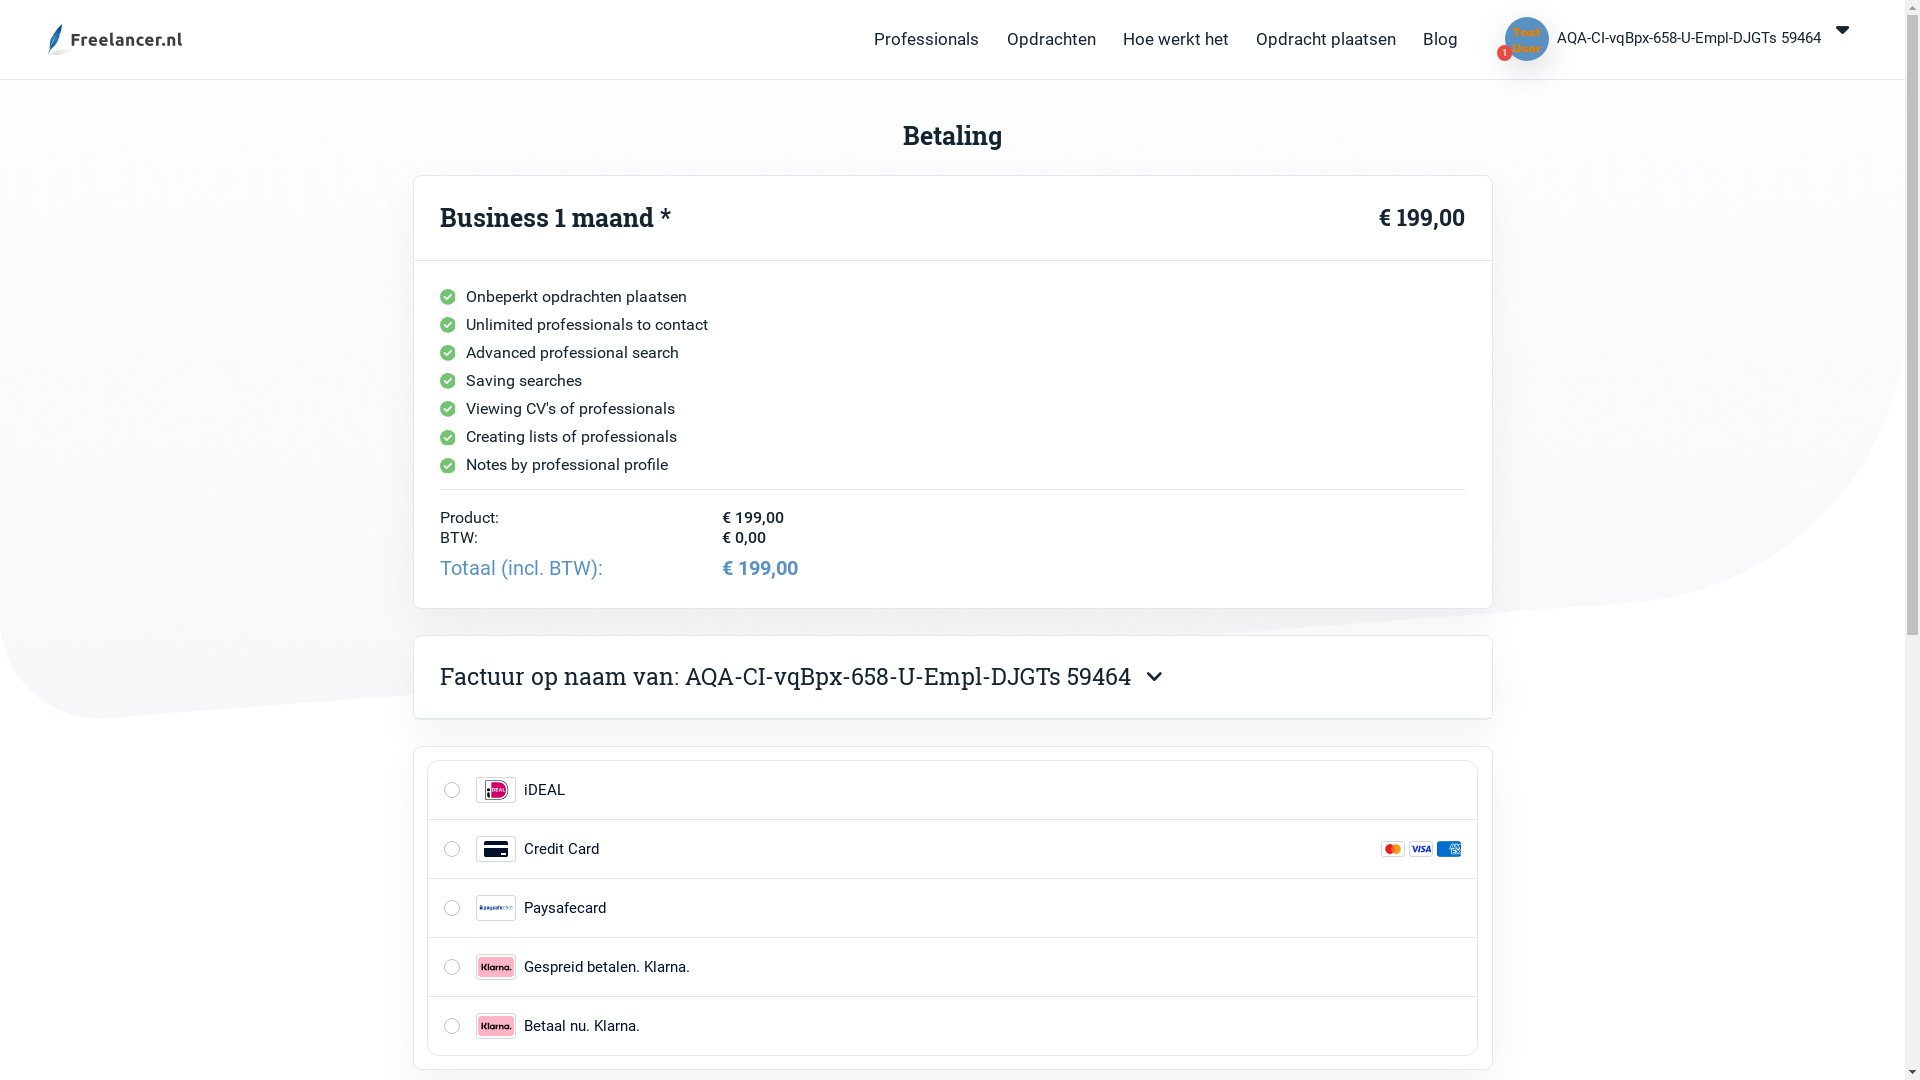 Freelancer.nl
Professionals Opdrachten Hoe werkt het Opdracht plaatsen Blog
Test User
1
AQA-CI-vqBpx-658-U-Empl-DJGTs 59464
Betaling
Business 1 maand * € 199,00
Onbeperkt opdrachten plaatsen
Unlimited professionals to contact
Advanced professional search
Saving searches
Viewing CV's of professionals
Creating lists of professionals
Notes by professional profile
Product: € 199,00
BTW: € 0,00
Totaal (incl. BTW): € 199,00
Factuur op naam van: AQA-CI-vqBpx-658-U-Empl-DJGTs 59464
iDEAL iDEAL
Credit Card VISA
paysafecard Paysafecard
Klarna. Gespreid betalen. Klarna.
Klarna. Betaal nu. Klarna.